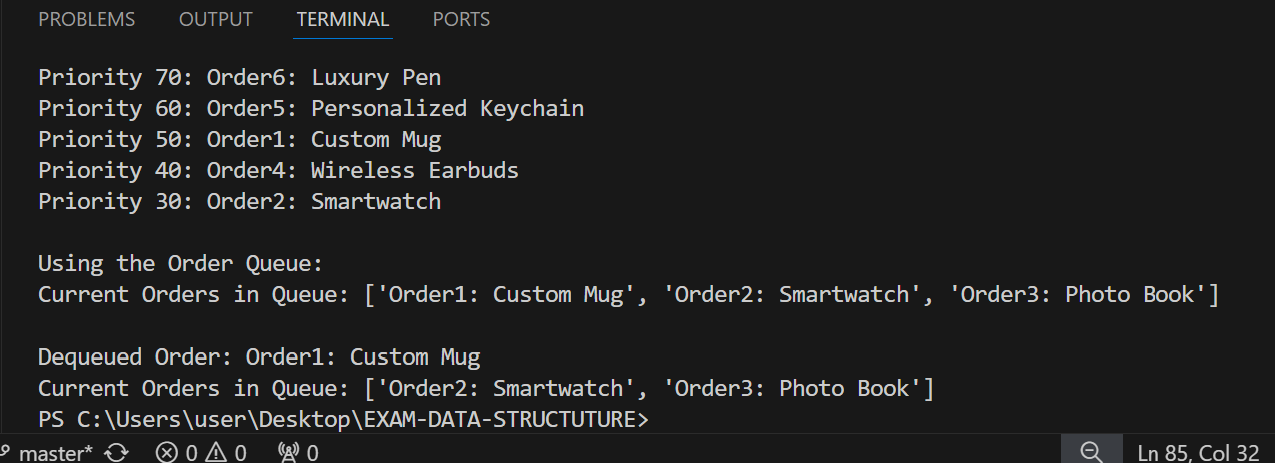 PROBLEMS OUTPUT TERMINAL PORTS
Priority 70: Order6: Luxury Pen
Priority 60: Order5: Personalized Keychain
Priority 50: Order1: Custom Mug
Priority 40: Order4: Wireless Earbuds
Priority 30: Order2: Smartwatch
Using the Order Queue:
Current Orders in Queue: ['Order1: Custom Mug', 'Order2: Smartwatch', 'Order3: Photo Book']
Dequeued Order: Order1: Custom Mug
Current Orders in Queue: ['Order2: Smartwatch', 'Order3: Photo Book']
PS C:\Users\user\Desktop\EXAM-DATA-STRUCTUTURE>
master* 0 0 0 Ln 85, Col 32